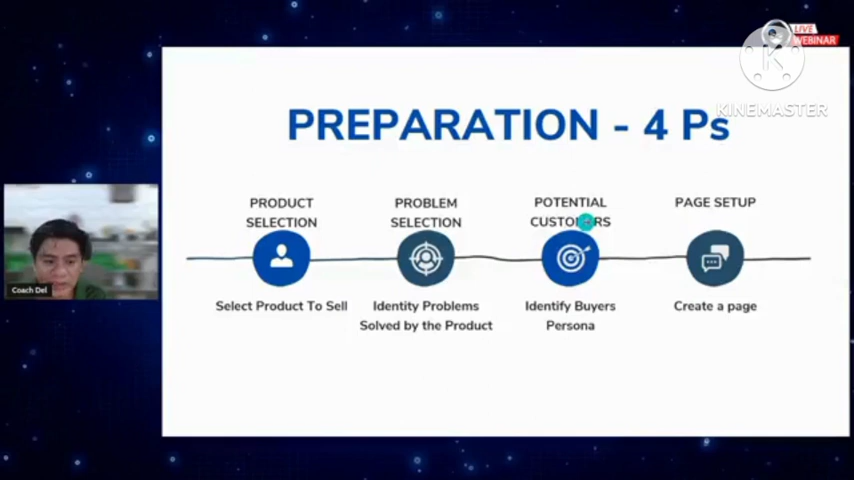 LIVE
WEBINAR
KINEMASTER
PREPARATION - 4 Ps
PRODUCT
SELECTION
Select Product To Sell
PROBLEM
SELECTION
Identity Problems
Solved by the Product
POTENTIAL
CUSTOMERS
Identify Buyers
Persona
PAGE SETUP
Create a page
Coach Del